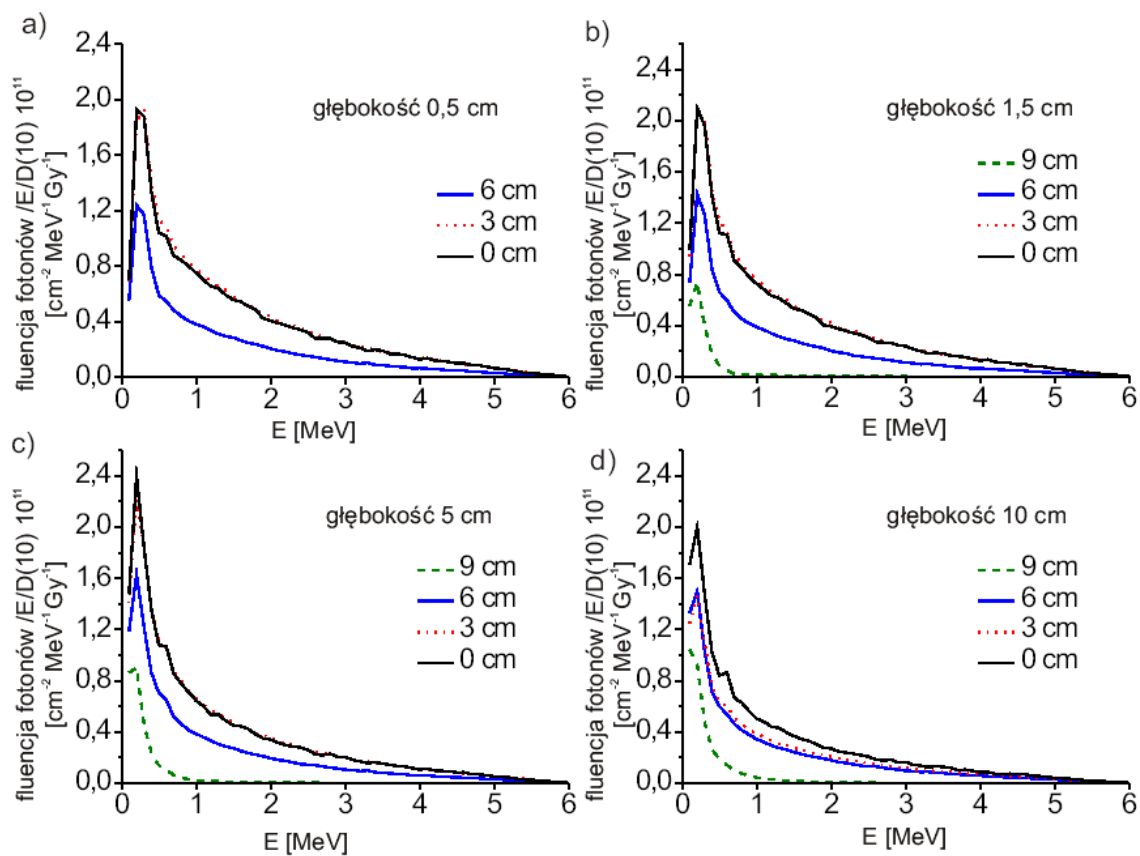 a)
fluencja fotonów /E/D(10) 10¹¹
[cm⁻² MeV⁻¹Gy⁻¹]
2,4
2,0
1,6
1,2
0,8
0,4
0,0
głębokość 0,5 cm
6 cm
3 cm
0 cm
0 1 2 3 4 5 6
E [MeV]
b)
fluencja fotonów /E/D(10) 10¹¹
[cm⁻² MeV⁻¹Gy⁻¹]
2,4
2,0
1,6
1,2
0,8
0,4
0,0
głębokość 1,5 cm
9 cm
6 cm
3 cm
0 cm
0 1 2 3 4 5 6
E [MeV]
c)
fluencja fotonów /E/D(10) 10¹¹
[cm⁻² MeV⁻¹Gy⁻¹]
2,4
2,0
1,6
1,2
0,8
0,4
0,0
głębokość 5 cm
9 cm
6 cm
3 cm
0 cm
0 1 2 3 4 5 6
E [MeV]
d)
fluencja fotonów /E/D(10) 10¹¹
[cm⁻² MeV⁻¹Gy⁻¹]
2,4
2,0
1,6
1,2
0,8
0,4
0,0
głębokość 10 cm
9 cm
6 cm
3 cm
0 cm
0 1 2 3 4 5 6
E [MeV]